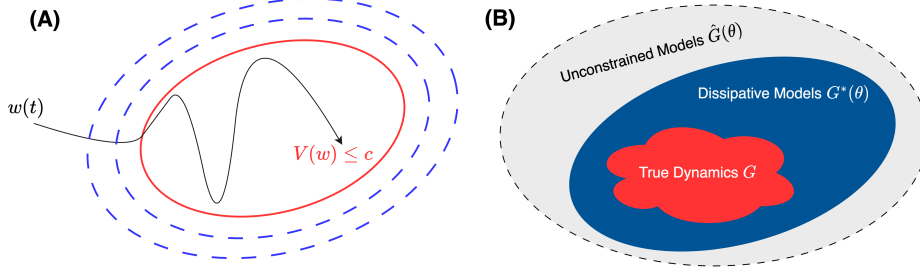 (A)
w(t)
V(w) ≤ c
(B)
Unconstrained Models Ĝ(θ)
Dissipative Models G*(θ)
True Dynamics G